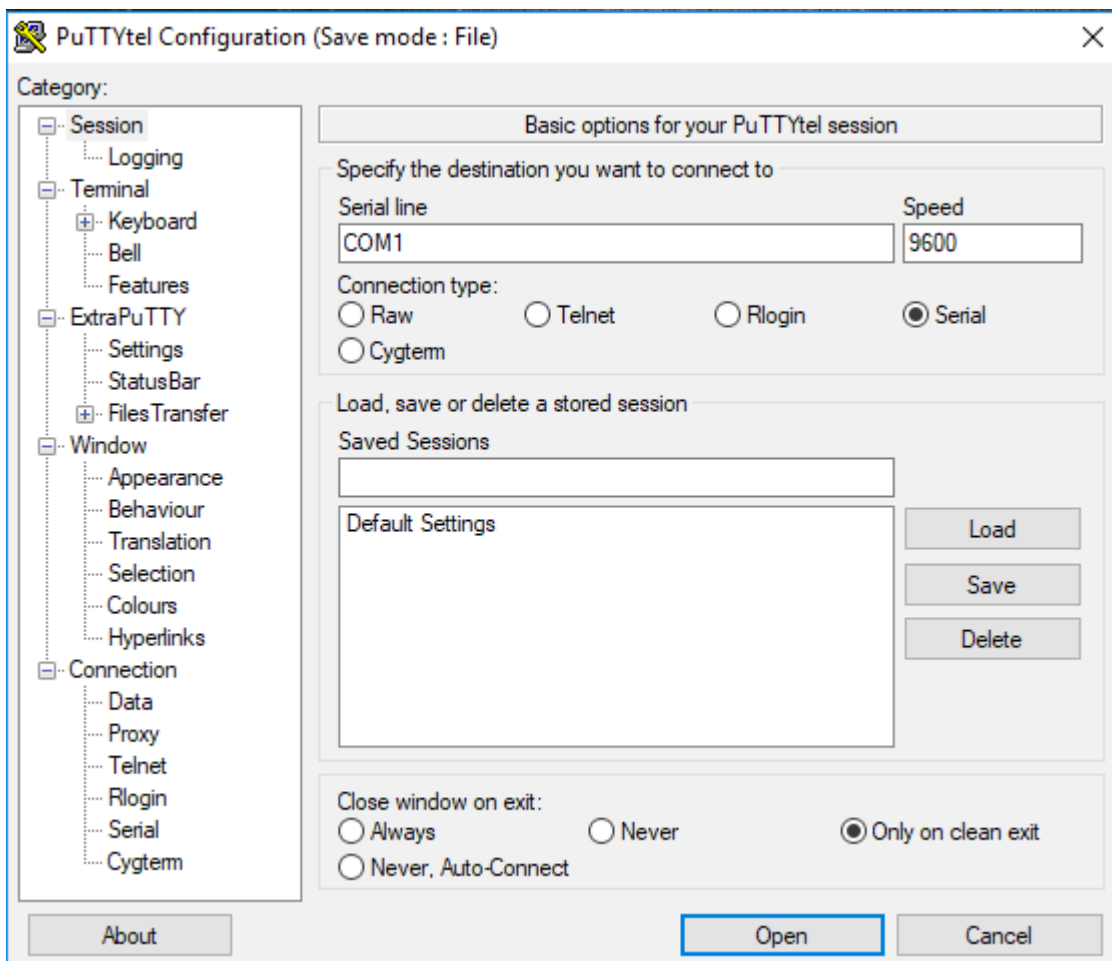 PuTTYtel Configuration (Save mode : File)
Category:
Session
Logging
Terminal
Keyboard
Bell
Features
ExtraPuTTY
Settings
StatusBar
FilesTransfer
Window
Appearance
Behaviour
Translation
Selection
Colours
Hyperlinks
Connection
Data
Proxy
Telnet
Rlogin
Serial
Cygterm
Basic options for your PuTTYtel session
Specify the destination you want to connect to
Serial line Speed
COM1 9600
Connection type:
Raw Telnet Rlogin Serial
Cygterm
Load, save or delete a stored session
Saved Sessions
Default Settings
Load
Save
Delete
Close window on exit:
Always Never Only on clean exit
Never, Auto-Connect
About Open Cancel